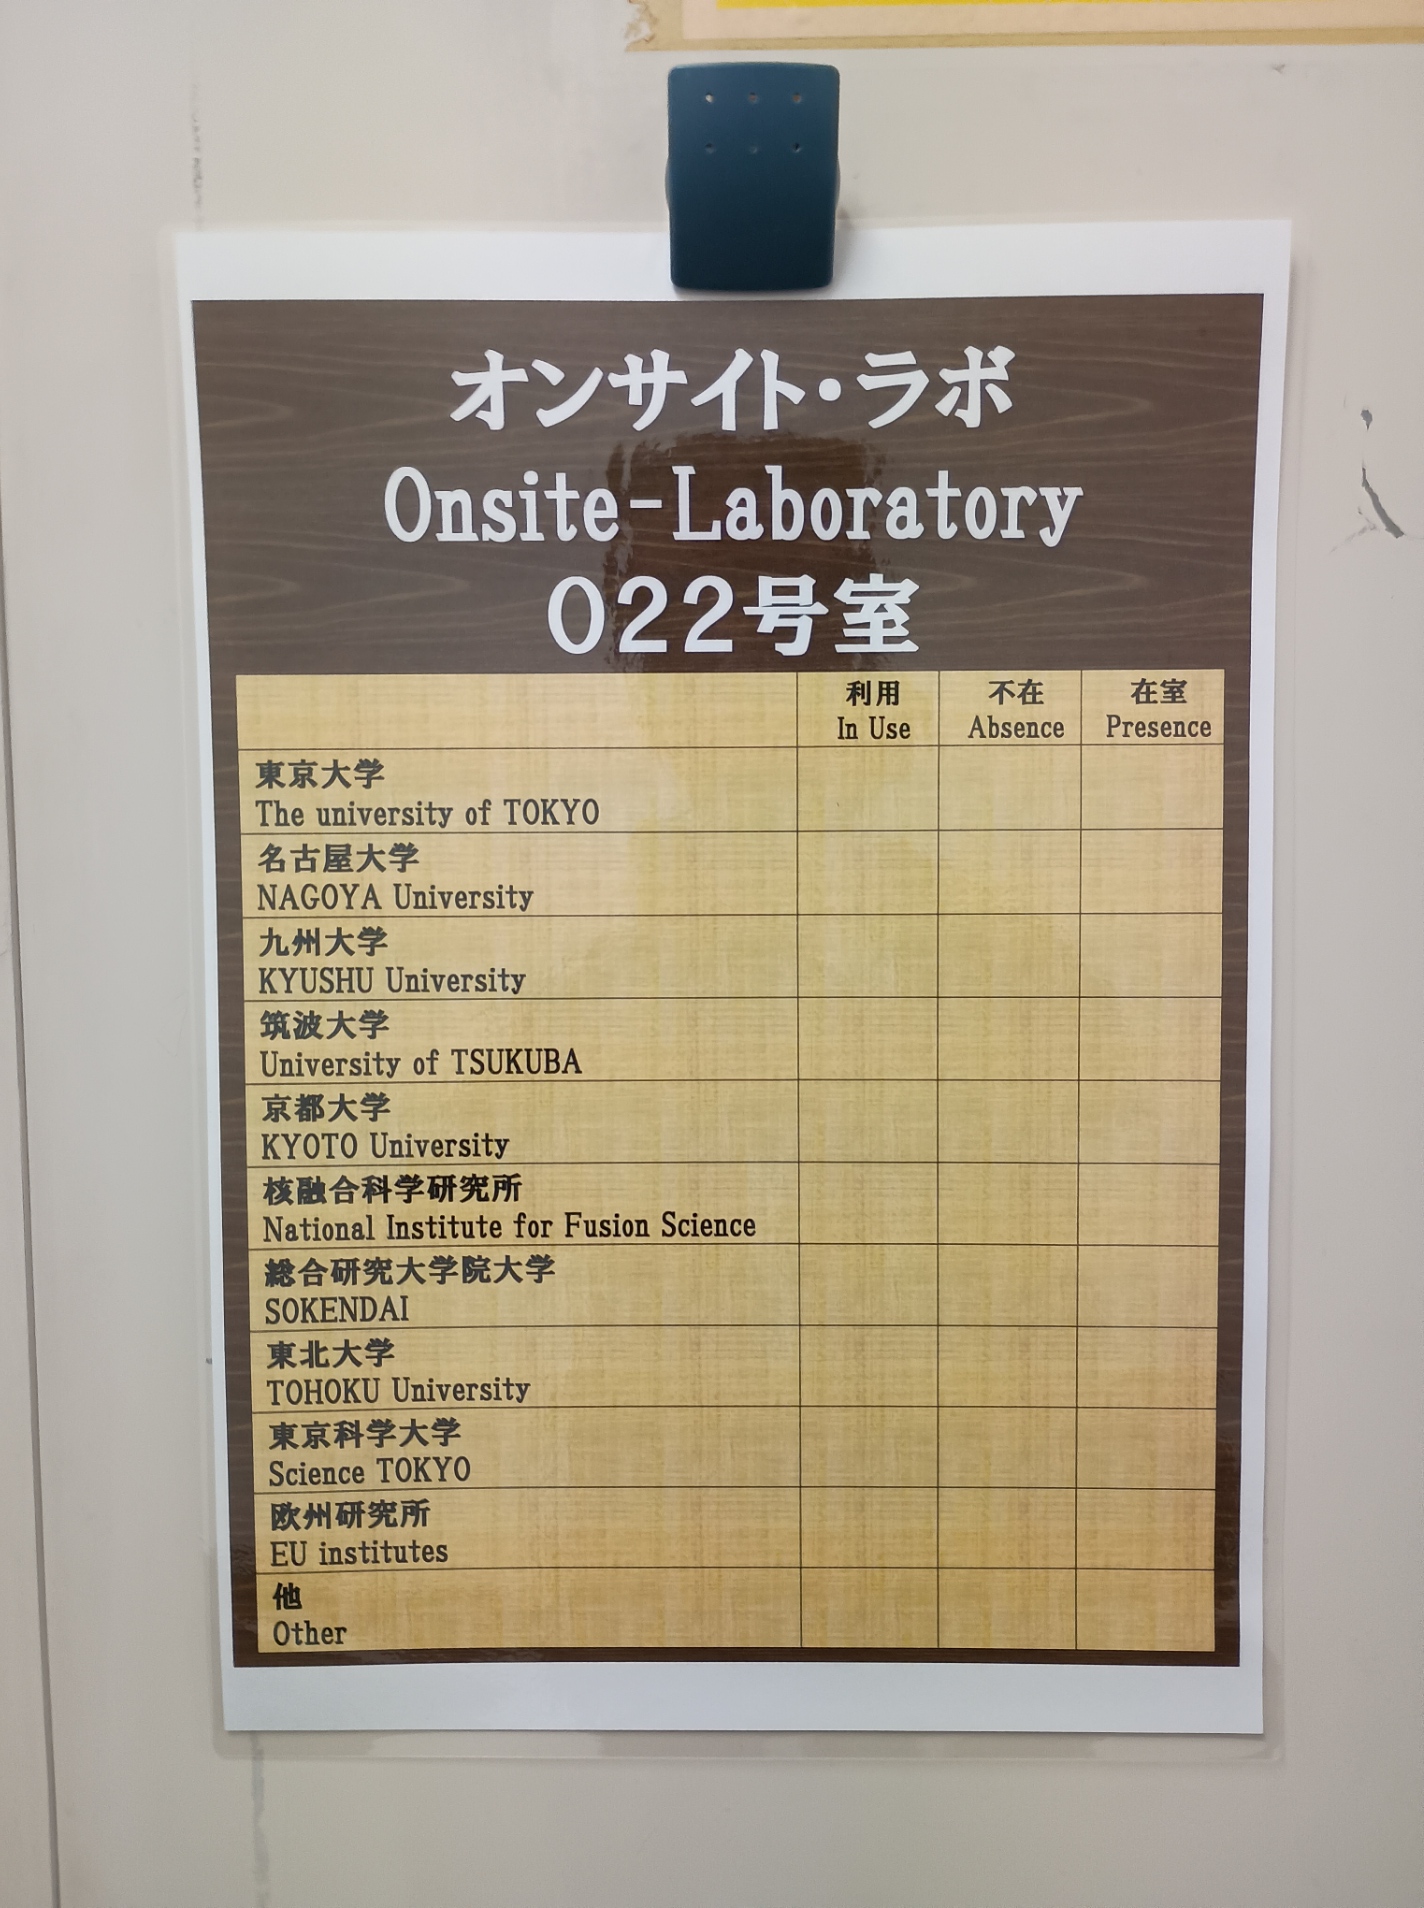 オンサイト・ラボ
Onsite-Laboratory
022号室
利用 不在 在室
In Use Absence Presence
東京大学
The university of TOKYO
名古屋大学
NAGOYA University
九州大学
KYUSHU University
筑波大学
University of TSUKUBA
京都大学
KYOTO University
核融合科学研究所
National Institute for Fusion Science
総合研究大学院大学
SOKENDAI
東北大学
TOHOKU University
東京科学大学
Science TOKYO
欧州研究所
EU institutes
他
Other